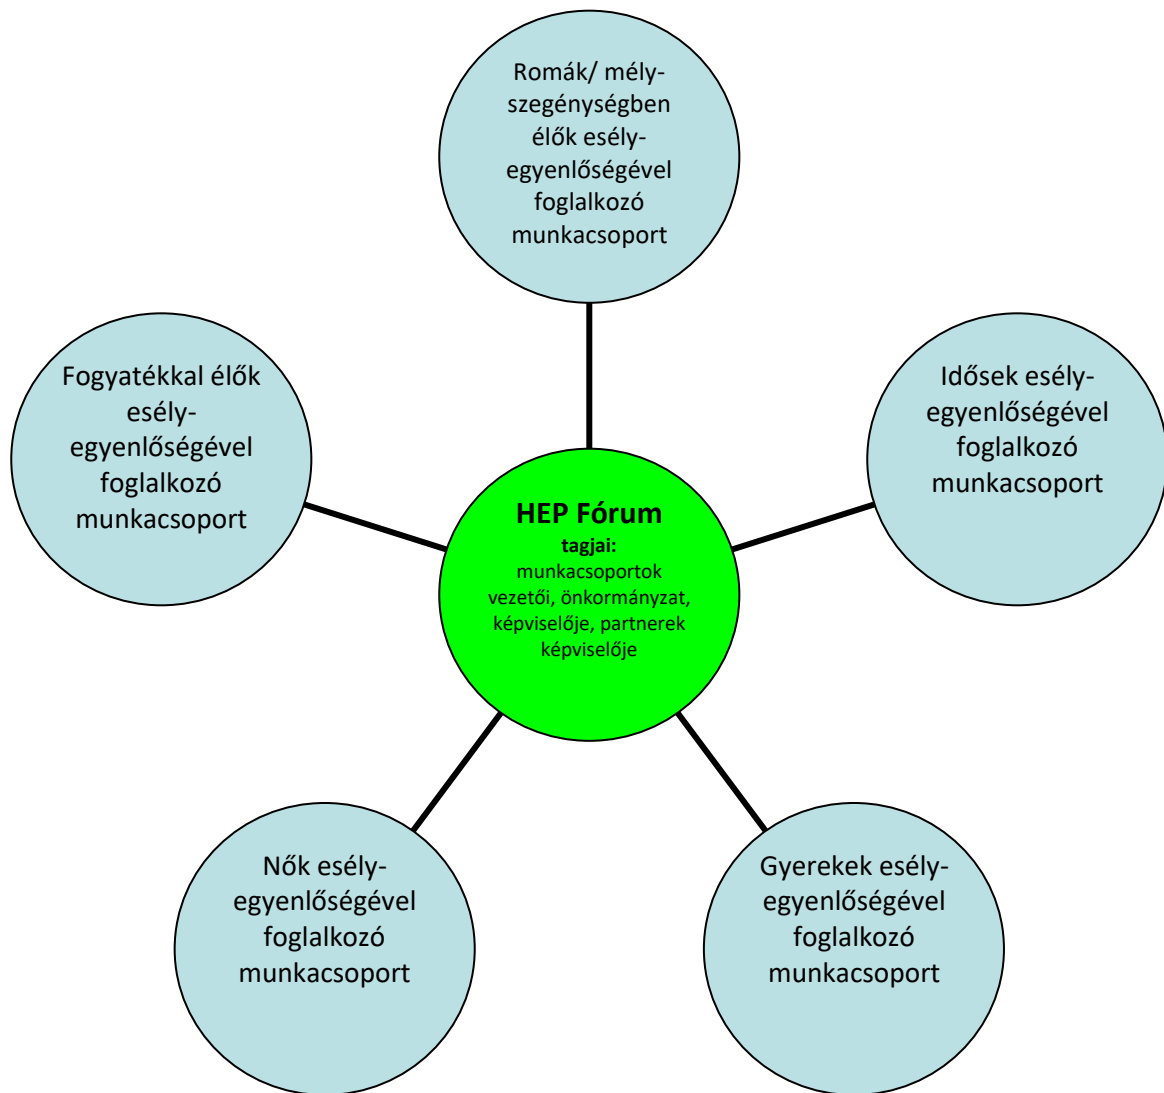 Romák/ mély-
szegénységben
élők esély-
egyenlőségével
foglalkozó
munkacsoport
Fogyatékkal élők
esély-
egyenlőségével
foglalkozó
munkacsoport
Idősek esély-
egyenlőségével
foglalkozó
munkacsoport
HEP Fórum
tagjai:
munkacsoportok
vezetői, önkormányzat,
képviselője, partnerek
képviselője
Nők esély-
egyenlőségével
foglalkozó
munkacsoport
Gyerekek esély-
egyenlőségével
foglalkozó
munkacsoport